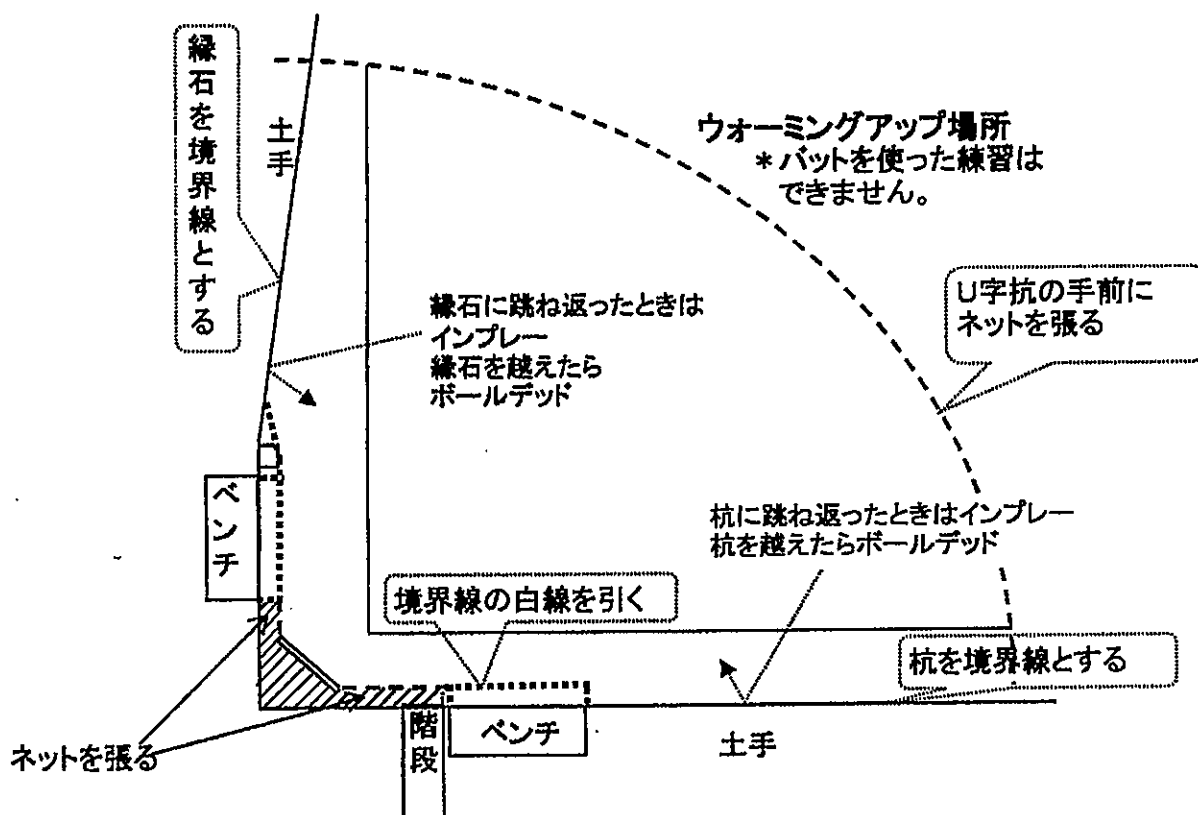 縁石を境界線とする
土手
ウォーミングアップ場所
*バットを使った練習は
できません。
U字抗の手前に
ネットを張る
縁石に跳ね返ったときは
インプレー
縁石を越えたら
ボールデッド
ベンチ
杭に跳ね返ったときはインプレー
杭を越えたらボールデッド
境界線の白線を引く
杭を境界線とする
ネットを張る
階段
ベンチ
土手